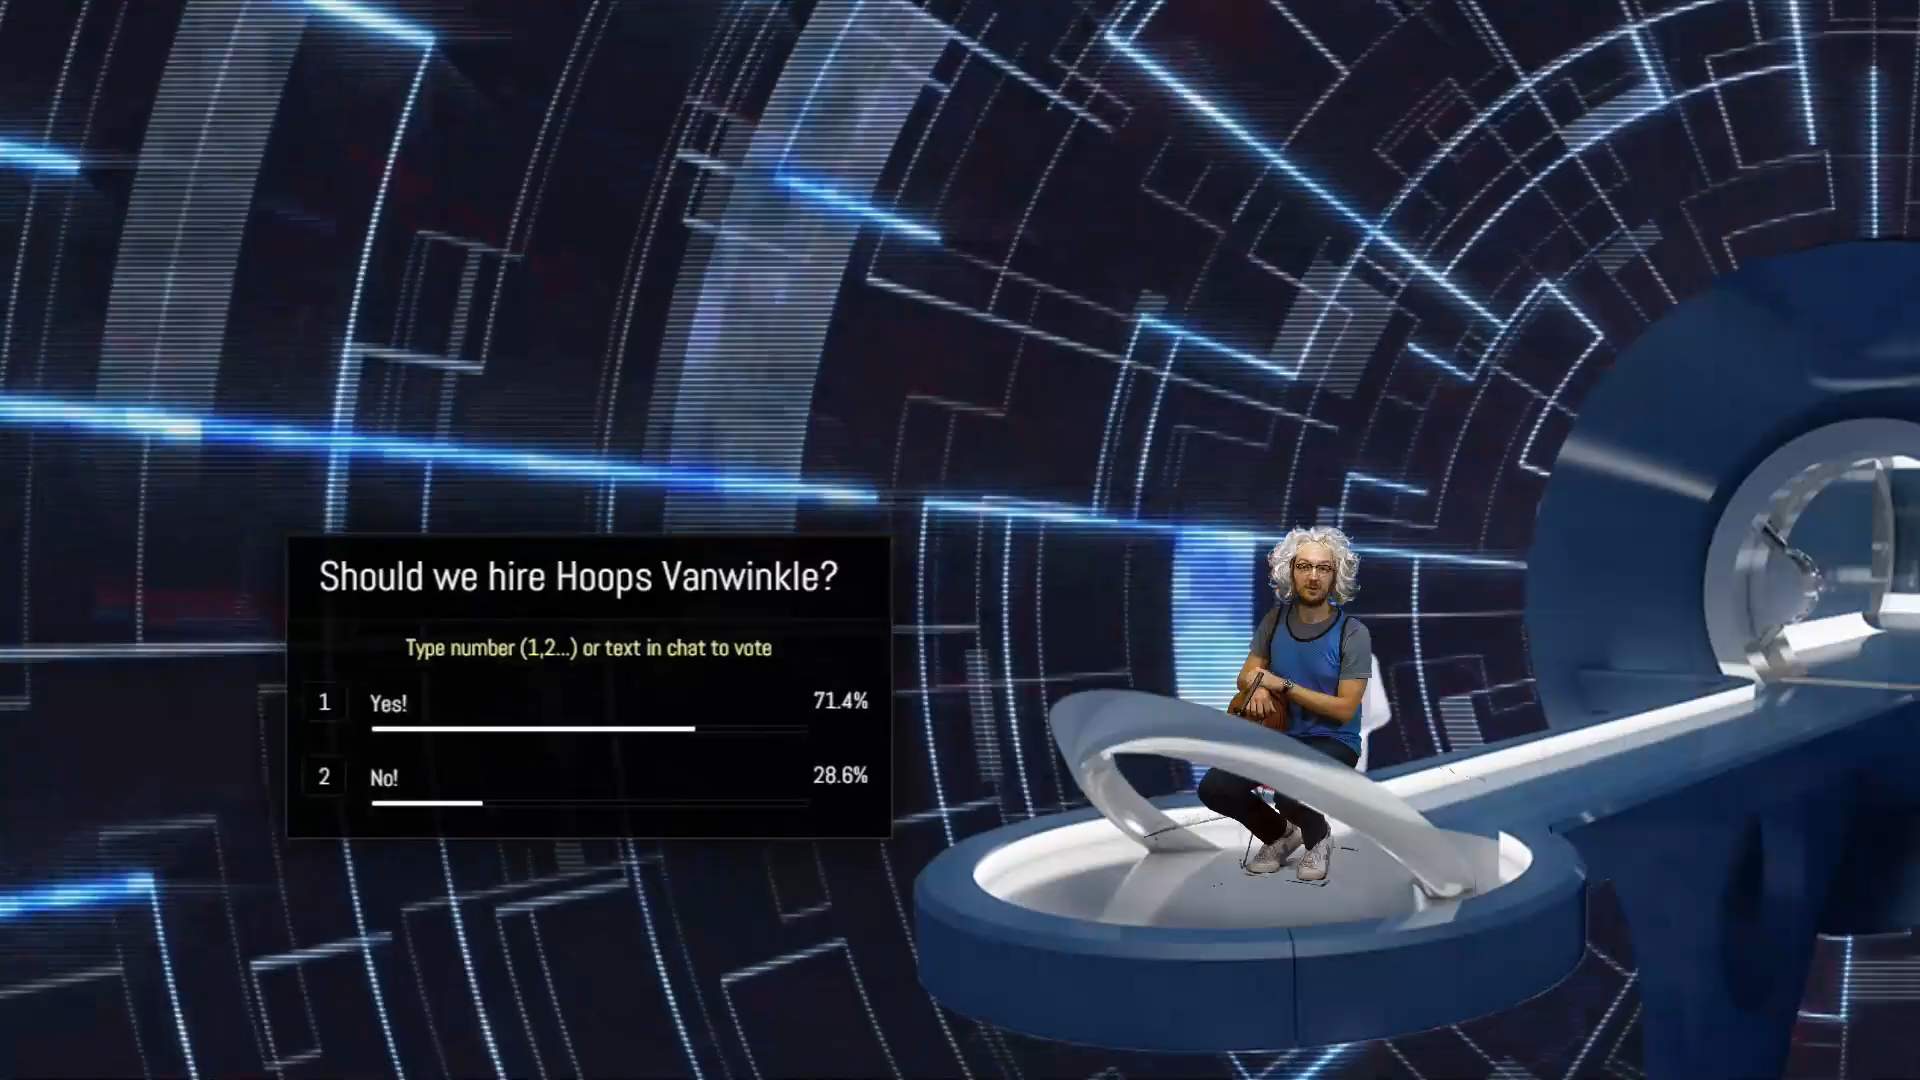 Should we hire Hoops Vanwinkle?
Type number (1,2...) or text in chat to vote
1 Yes! 71.4%
2 No! 28.6%